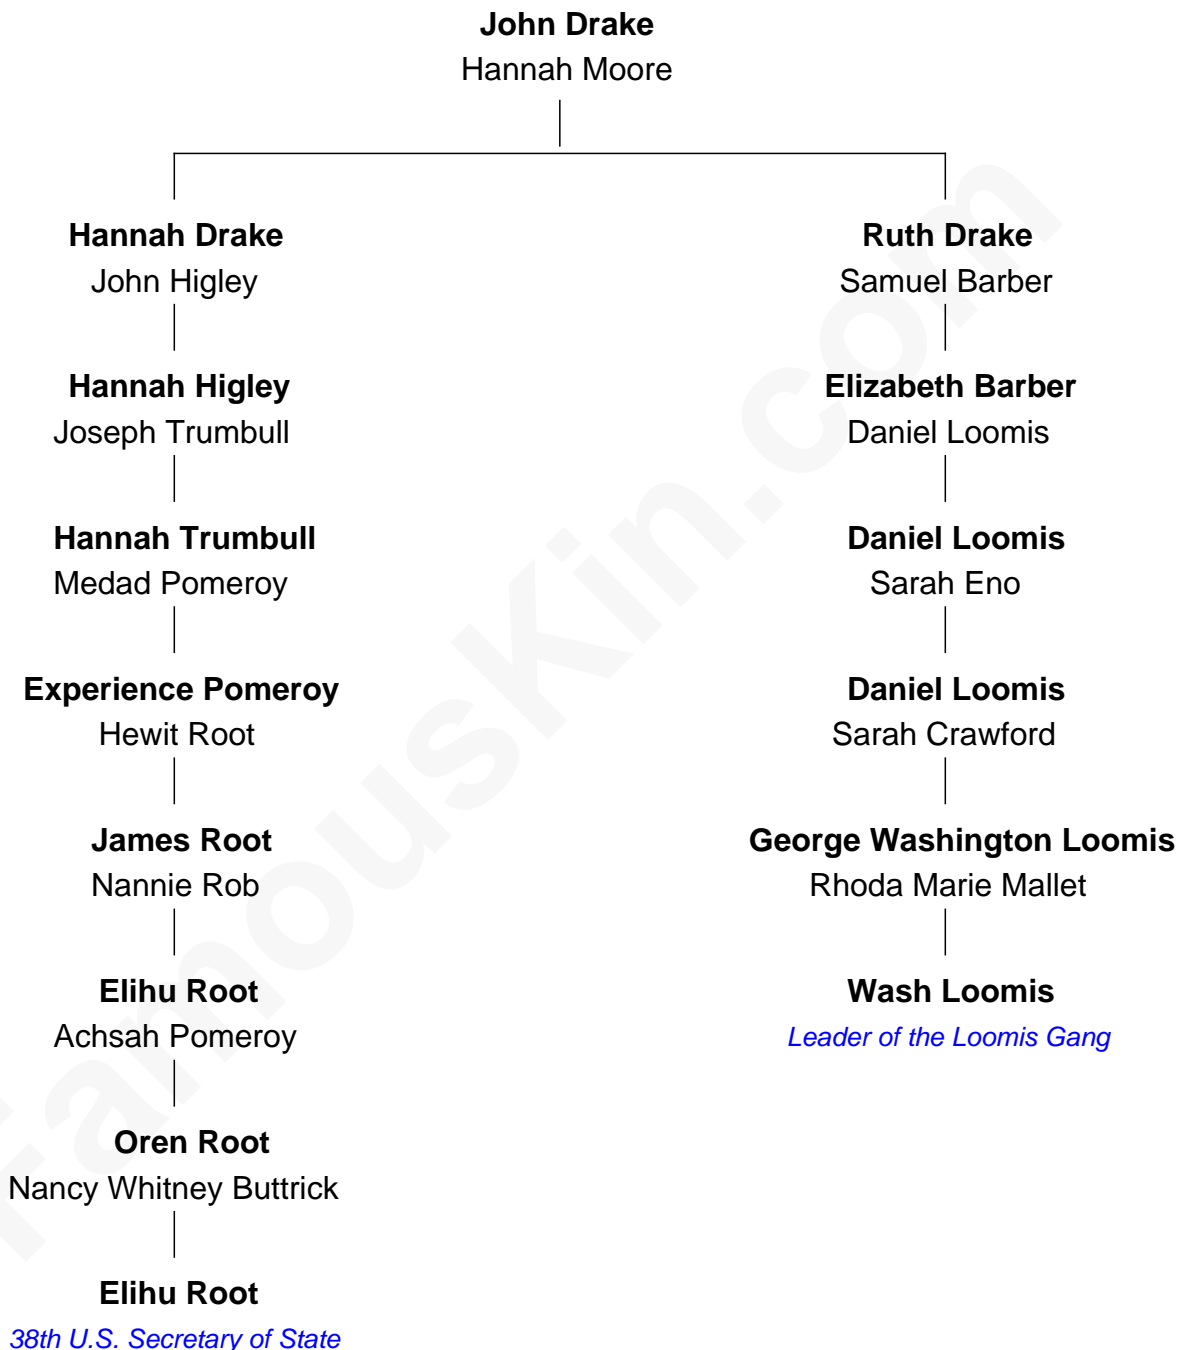 John Drake
Hannah Moore
Hannah Drake
John Higley
Ruth Drake
Samuel Barber
Hannah Higley
Joseph Trumbull
Elizabeth Barber
Daniel Loomis
Hannah Trumbull
Medad Pomeroy
Daniel Loomis
Sarah Eno
Experience Pomeroy
Hewit Root
Daniel Loomis
Sarah Crawford
James Root
Nannie Rob
George Washington Loomis
Rhoda Marie Mallet
Elihu Root
Achsah Pomeroy
Wash Loomis
Leader of the Loomis Gang
Oren Root
Nancy Whitney Buttrick
Elihu Root
38th U.S. Secretary of State
FamousKin.com